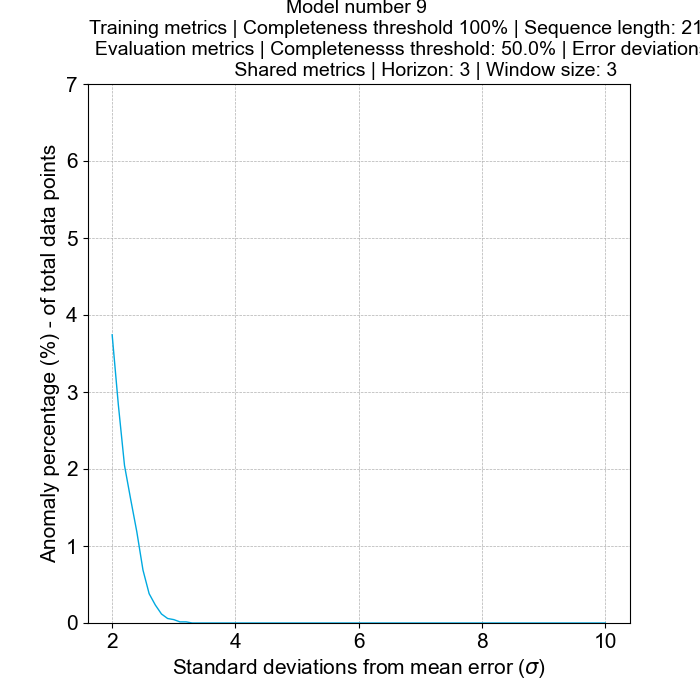 Model number 9
Training metrics | Completeness threshold 100% | Sequence length: 21
Evaluation metrics | Completenesss threshold: 50.0% | Error deviation
Shared metrics | Horizon: 3 | Window size: 3
7
6
5
4
3
2
1
0
Anomaly percentage (%) - of total data points
2 4 6 8 10
Standard deviations from mean error (σ)